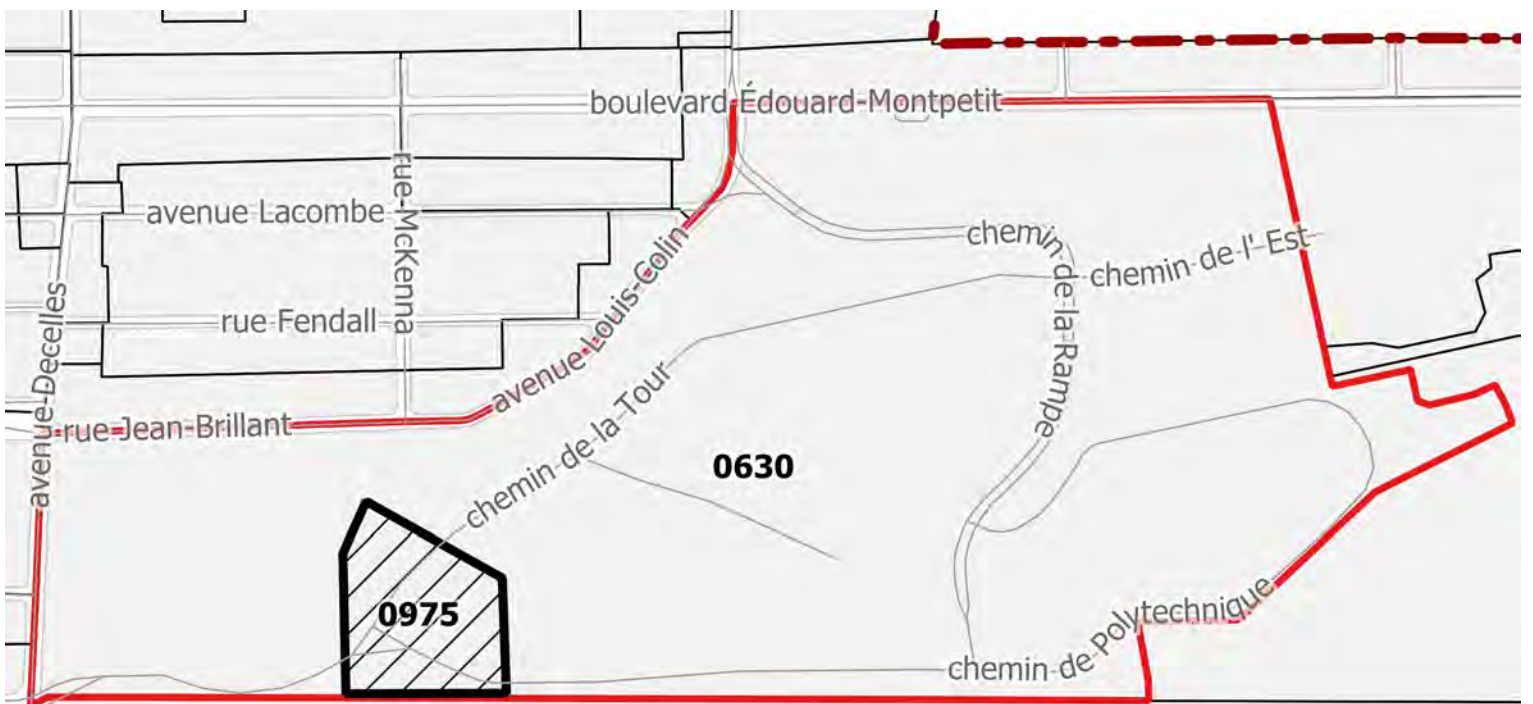 boulevard Édouard-Montpetit
rue-McKenna
avenue Lacombe
chemin-de-la-Rampe
chemin-de-l'-Est
avenue-Decelles
rue-Fendall
avenue-Louis-Colin
rue-Jean-Brillant
chemin-de-la-Tour
0630
0975
chemin-de-Polytechnique